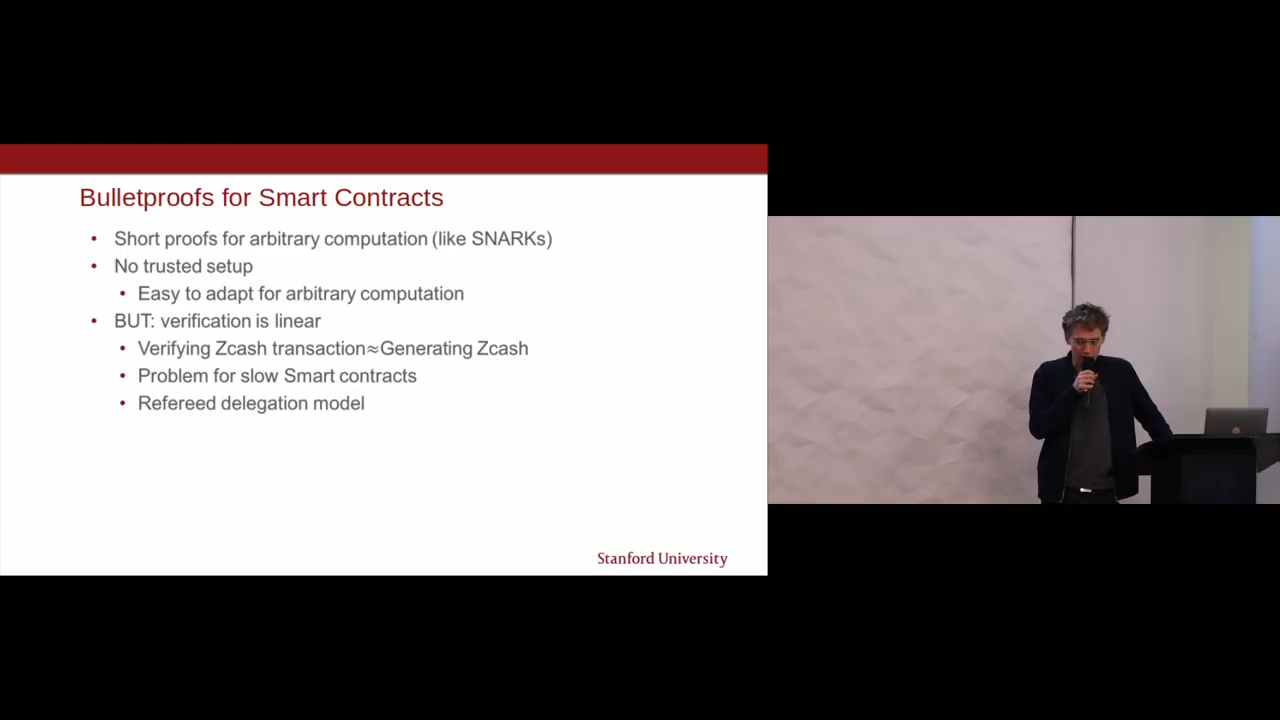 Bulletproofs for Smart Contracts
• Short proofs for arbitrary computation (like SNARKs)
• No trusted setup
• Easy to adapt for arbitrary computation
• BUT: verification is linear
• Verifying Zcash transaction≈Generating Zcash
• Problem for slow Smart contracts
• Refereed delegation model
Stanford University